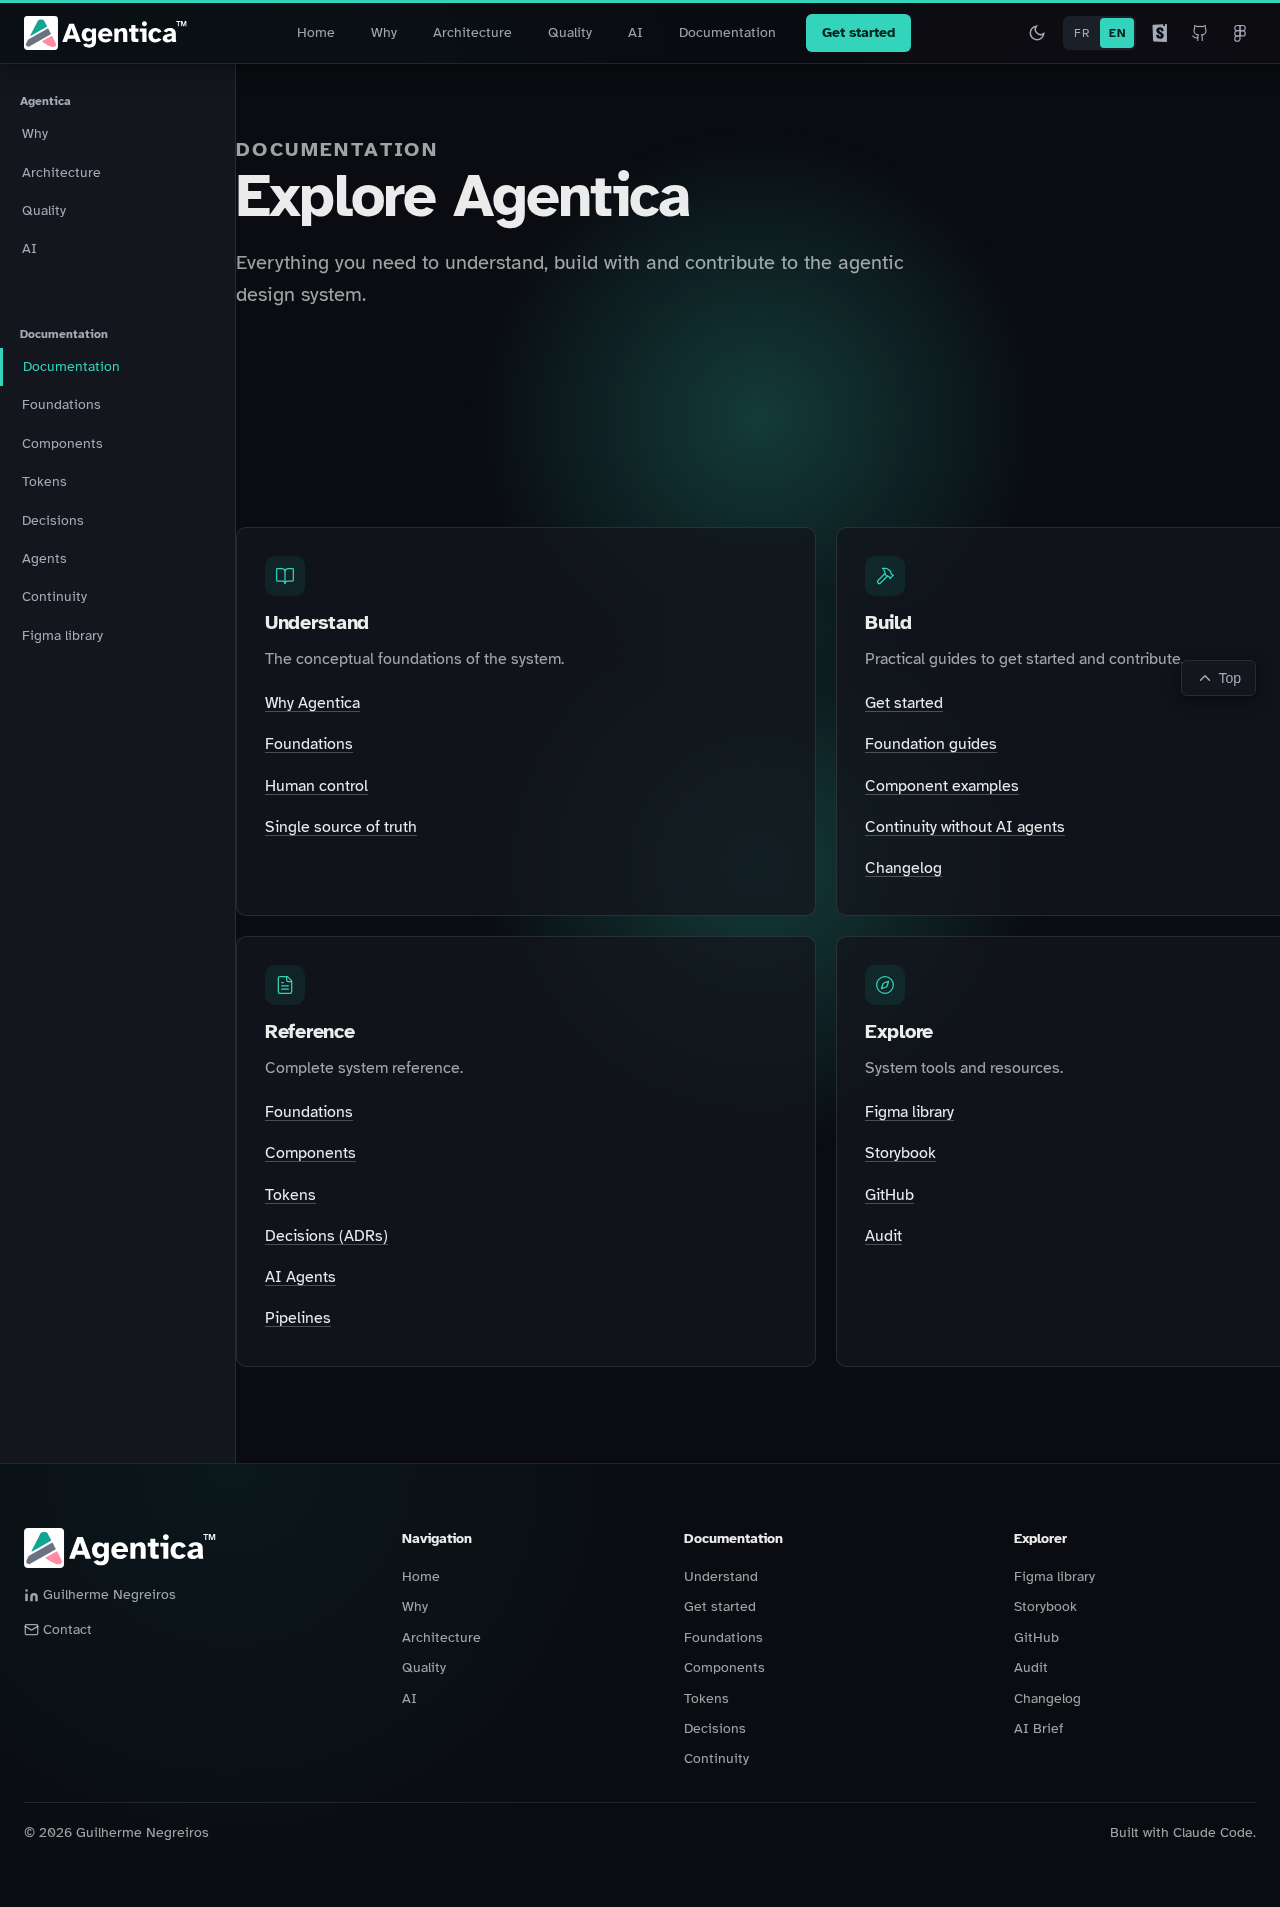 Agentica™
Home
Why
Architecture
Quality
AI
Documentation
Get started
FR
EN
Agentica
Why
Architecture
Quality
AI
Documentation
Documentation
Foundations
Components
Tokens
Decisions
Agents
Continuity
Figma library
DOCUMENTATION
Explore Agentica
Everything you need to understand, build with and contribute to the agentic
design system.
Understand
The conceptual foundations of the system.
Why Agentica
Foundations
Human control
Single source of truth
Build
Practical guides to get started and contribute.
Get started
Foundation guides
Component examples
Continuity without AI agents
Changelog
Top
Reference
Complete system reference.
Foundations
Components
Tokens
Decisions (ADRs)
AI Agents
Pipelines
Explore
System tools and resources.
Figma library
Storybook
GitHub
Audit
Agentica™
Guilherme Negreiros
Contact
Navigation
Home
Why
Architecture
Quality
AI
Documentation
Understand
Get started
Foundations
Components
Tokens
Decisions
Continuity
Explorer
Figma library
Storybook
GitHub
Audit
Changelog
AI Brief
© 2026 Guilherme Negreiros
Built with Claude Code.